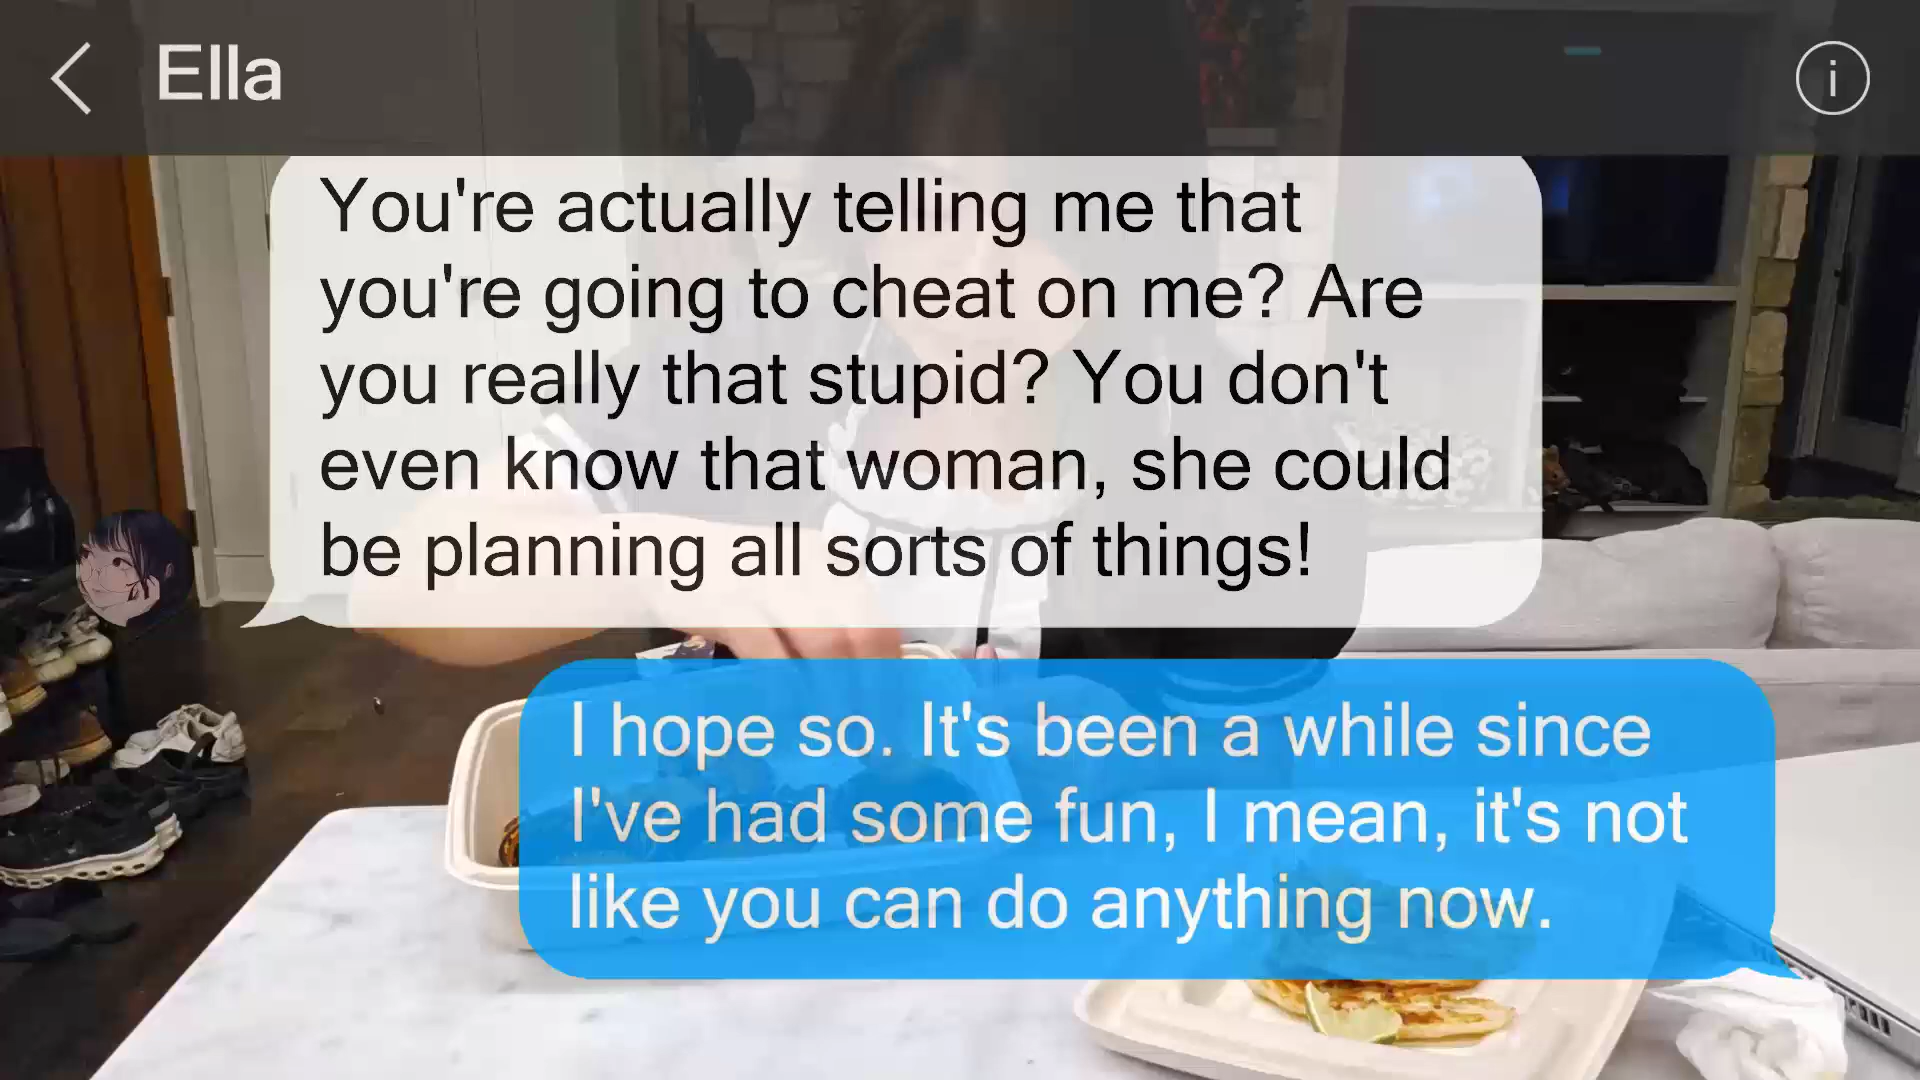 Ella
i
You're actually telling me that
you're going to cheat on me? Are
you really that stupid? You don't
even know that woman, she could
be planning all sorts of things!
I hope so. It's been a while since
I've had some fun, I mean, it's not
like you can do anything now.